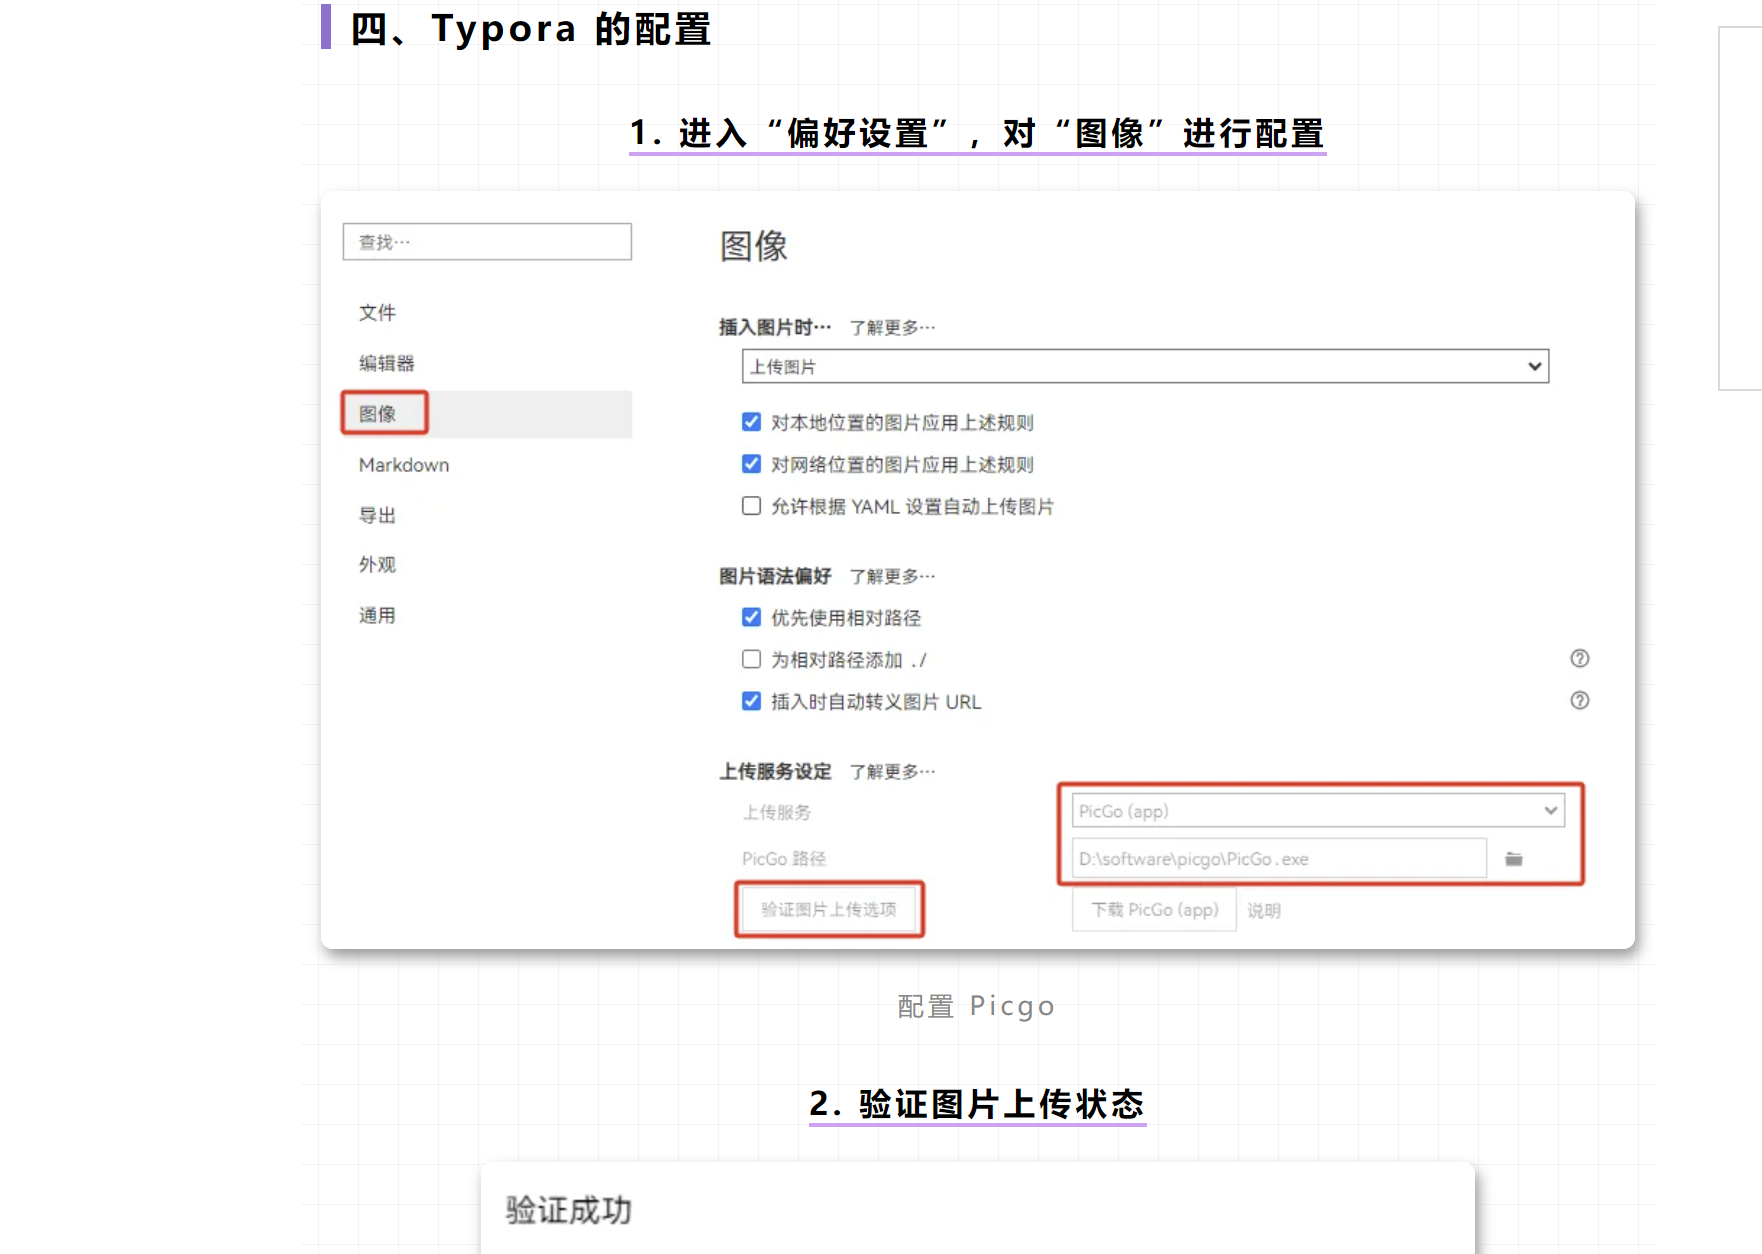 四、Typora 的配置
1. 进入“偏好设置”，对“图像”进行配置
查找…
文件
编辑器
图像
Markdown
导出
外观
通用
图像
插入图片时… 了解更多…
上传图片
对本地位置的图片应用上述规则
对网络位置的图片应用上述规则
允许根据 YAML 设置自动上传图片
图片语法偏好 了解更多…
优先使用相对路径
为相对路径添加 ./
插入时自动转义图片 URL
上传服务设定 了解更多…
上传服务 PicGo (app)
PicGo 路径 D:\software\picgo\PicGo.exe
验证图片上传选项 下载 PicGo (app) 说明
配置 Picgo
2. 验证图片上传状态
验证成功